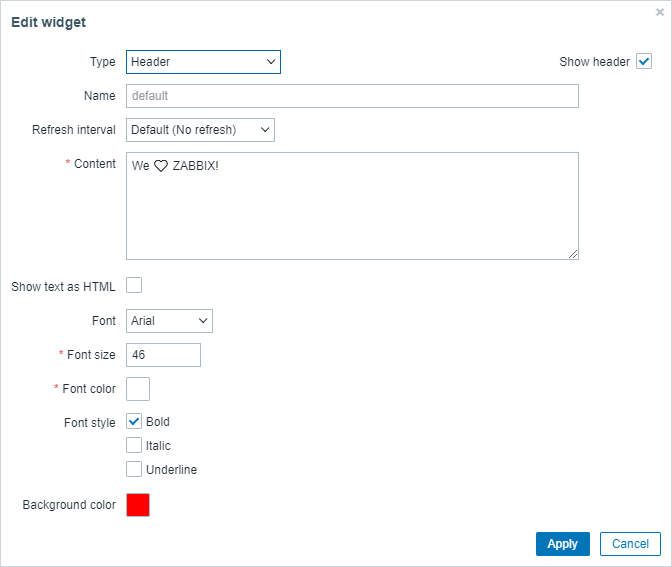 Edit widget
Type Header Show header
Name default
Refresh interval Default (No refresh)
* Content We ♡ ZABBIX!
Show text as HTML
Font Arial
* Font size 46
* Font color
Font style Bold
Italic
Underline
Background color
Apply Cancel